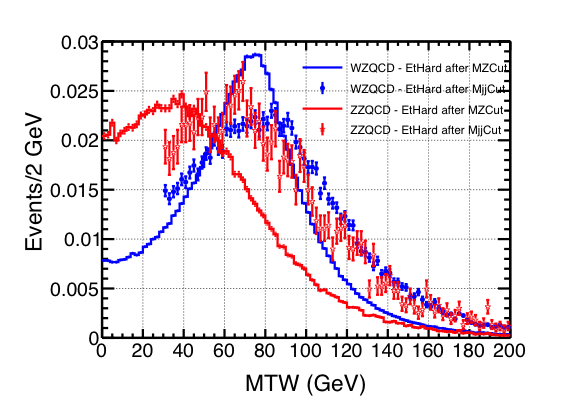 0.03
0.025
0.02
0.015
0.01
0.005
0
Events/2 GeV
WZQCD - EtHard after MZCut
WZQCD - EtHard after MjjCut
ZZQCD - EtHard after MZCut
ZZQCD - EtHard after MjjCut
0 20 40 60 80 100 120 140 160 180 200
MTW (GeV)